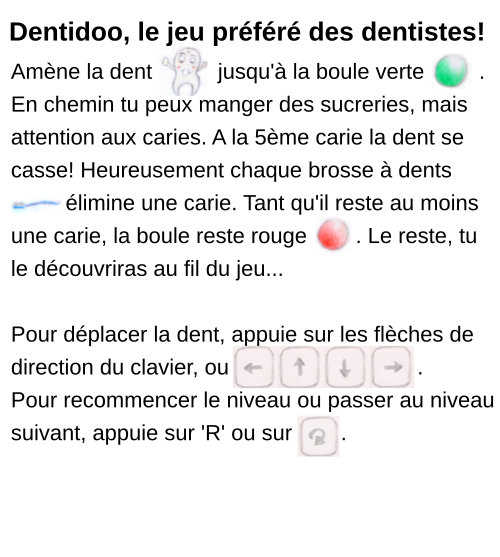 Dentidoo, le jeu préféré des dentistes!
Amène la dent jusqu'à la boule verte .
En chemin tu peux manger des sucreries, mais
attention aux caries. A la 5ème carie la dent se
casse! Heureusement chaque brosse à dents
élimine une carie. Tant qu'il reste au moins
une carie, la boule reste rouge . Le reste, tu
le découvriras au fil du jeu...
Pour déplacer la dent, appuie sur les flèches de
direction du clavier, ou ← ↑ ↓ → .
Pour recommencer le niveau ou passer au niveau
suivant, appuie sur 'R' ou sur .